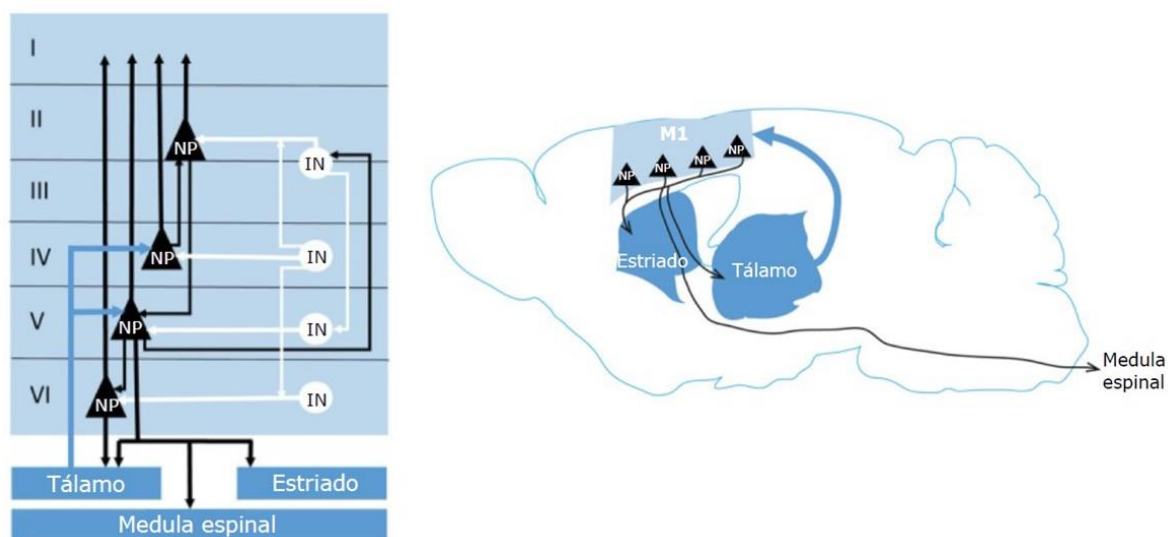 I
II
NP
IN
III
IV
NP
IN
V
NP
IN
VI
NP
IN
Tálamo
Estriado
Medula espinal
M1
NP
NP
NP
NP
Estriado
Tálamo
Medula
espinal